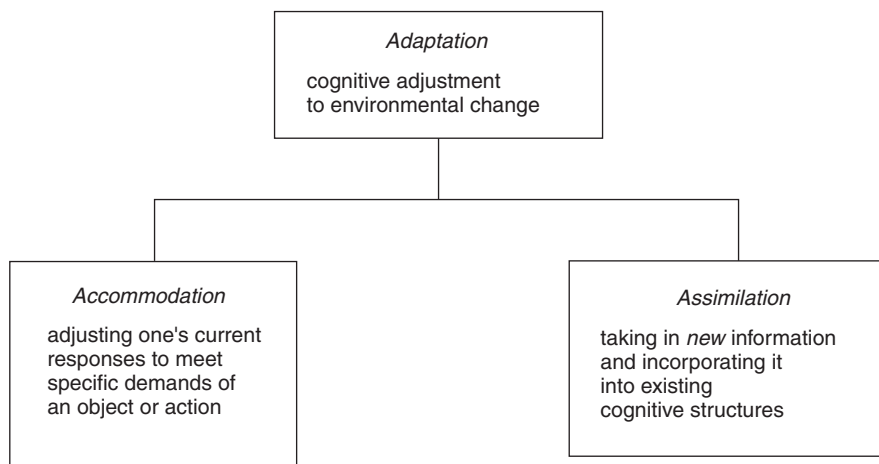 Adaptation
cognitive adjustment
to environmental change
Accommodation
adjusting one's current
responses to meet
specific demands of
an object or action
Assimilation
taking in new information
and incorporating it
into existing
cognitive structures